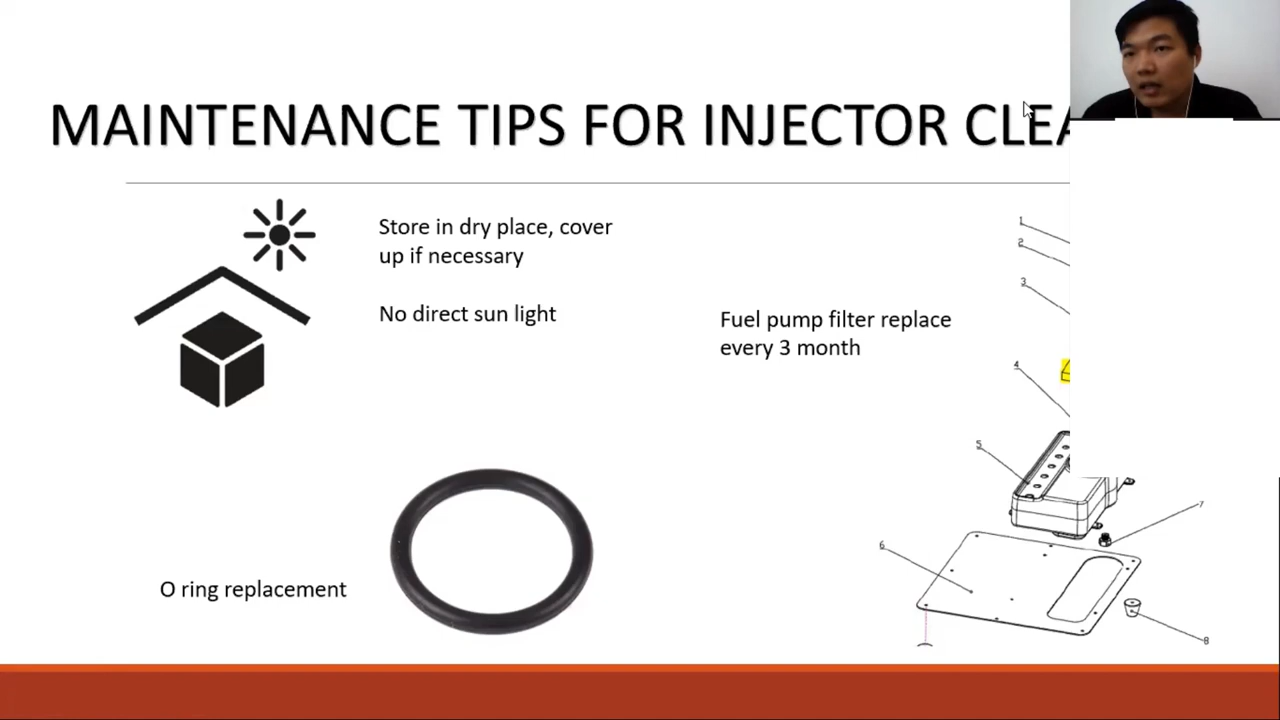 MAINTENANCE TIPS FOR INJECTOR
Store in dry place, cover
up if necessary
No direct sun light
Fuel pump filter replace
every 3 month
O ring replacement
1
2
3
4
5
6
7
8